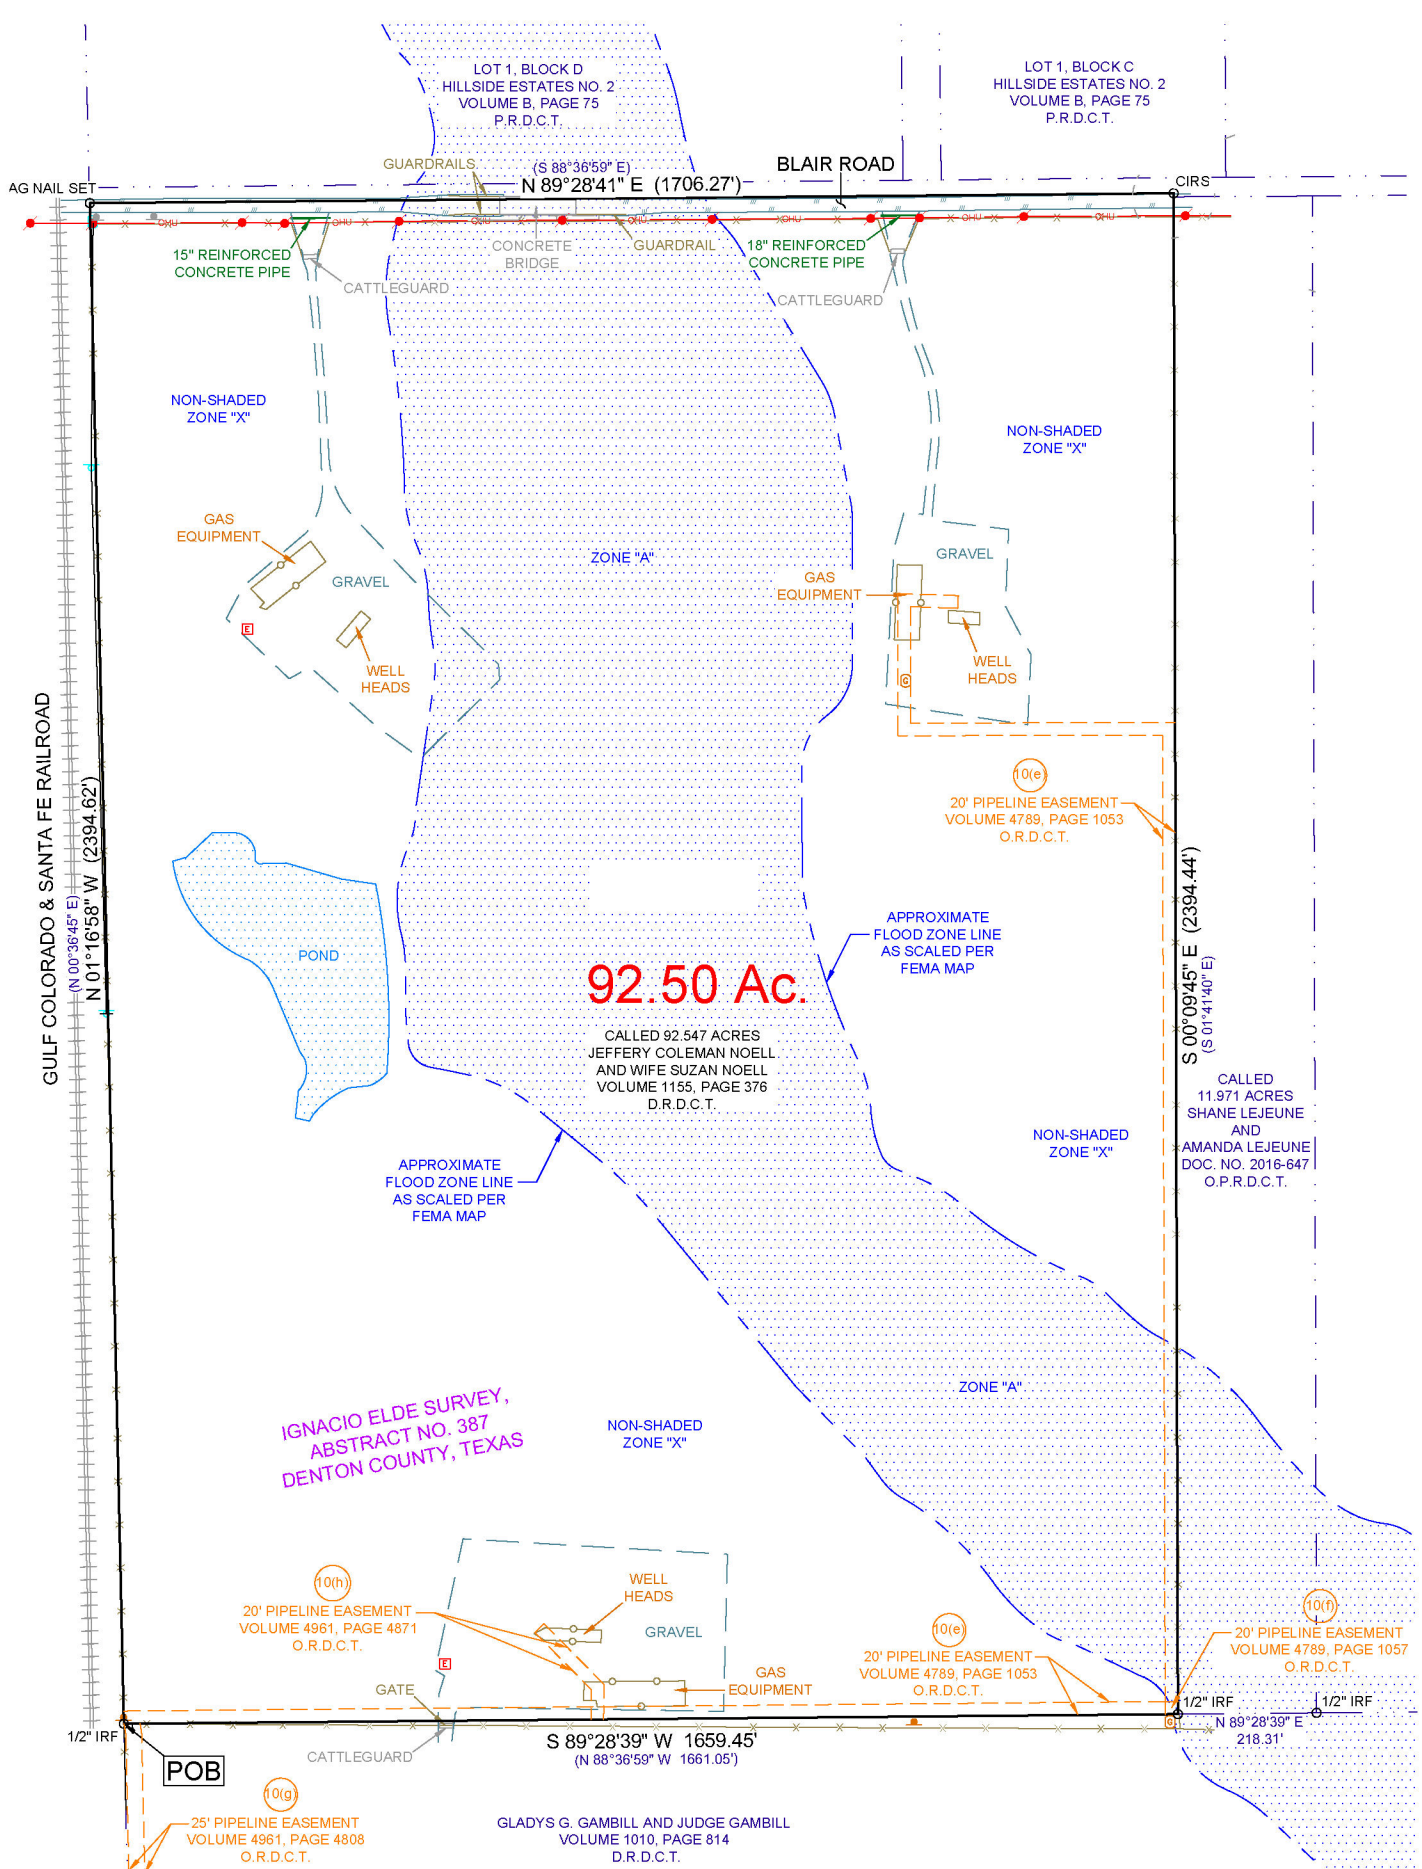 LOT 1, BLOCK D
HILLSIDE ESTATES NO. 2
VOLUME B, PAGE 75
P.R.D.C.T.
LOT 1, BLOCK C
HILLSIDE ESTATES NO. 2
VOLUME B, PAGE 75
P.R.D.C.T.
GUARDRAILS
(S 88°36'59" E)
BLAIR ROAD
AG NAIL SET
N 89°28'41" E (1706.27')
CIRS
OHU
OHU
OHU
OHU
OHU
OHU
OHU
15" REINFORCED
CONCRETE PIPE
CONCRETE
BRIDGE
GUARDRAIL
18" REINFORCED
CONCRETE PIPE
CATTLEGUARD
CATTLEGUARD
NON-SHADED
ZONE "X"
NON-SHADED
ZONE "X"
GAS
EQUIPMENT
GRAVEL
ZONE "A"
GRAVEL
GAS
EQUIPMENT
E
WELL
HEADS
WELL
HEADS
G
GULF COLORADO & SANTA FE RAILROAD
(N 00°36'45" E)
N 01°16'58" W (2394.62')
10(e)
20' PIPELINE EASEMENT
VOLUME 4789, PAGE 1053
O.R.D.C.T.
S 00°09'45" E (2394.44')
(S 01°41'40" E)
POND
APPROXIMATE
FLOOD ZONE LINE
AS SCALED PER
FEMA MAP
92.50 Ac.
CALLED 92.547 ACRES
JEFFERY COLEMAN NOELL
AND WIFE SUZAN NOELL
VOLUME 1155, PAGE 376
D.R.D.C.T.
CALLED
11.971 ACRES
SHANE LEJEUNE
AND
AMANDA LEJEUNE
DOC. NO. 2016-647
O.P.R.D.C.T.
NON-SHADED
ZONE "X"
APPROXIMATE
FLOOD ZONE LINE
AS SCALED PER
FEMA MAP
ZONE "A"
IGNACIO ELDE SURVEY,
ABSTRACT NO. 387
DENTON COUNTY, TEXAS
NON-SHADED
ZONE "X"
10(h)
20' PIPELINE EASEMENT
VOLUME 4961, PAGE 4871
O.R.D.C.T.
WELL
HEADS
GRAVEL
E
GAS
EQUIPMENT
GATE
10(e)
20' PIPELINE EASEMENT
VOLUME 4789, PAGE 1053
O.R.D.C.T.
10(f)
20' PIPELINE EASEMENT
VOLUME 4789, PAGE 1057
O.R.D.C.T.
1/2" IRF
1/2" IRF
G
N 89°28'39" E
218.31'
1/2" IRF
POB
CATTLEGUARD
S 89°28'39" W 1659.45'
(N 88°36'59" W 1661.05')
10(g)
25' PIPELINE EASEMENT
VOLUME 4961, PAGE 4808
O.R.D.C.T.
GLADYS G. GAMBILL AND JUDGE GAMBILL
VOLUME 1010, PAGE 814
D.R.D.C.T.